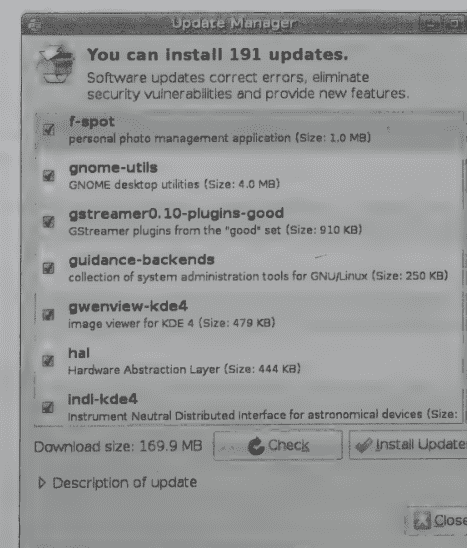 Update Manager
You can install 191 updates.
Software updates correct errors, eliminate
security vulnerabilities and provide new features.
f-spot
personal photo management application (Size: 1.0 MB)
gnome-utils
GNOME desktop utilities (Size: 4.0 MB)
gstreamer0.10-plugins-good
GStreamer plugins from the "good" set (Size: 910 KB)
guidance-backends
collection of system administration tools for GNU/Linux (Size: 250 KB)
gwenview-kde4
image viewer for KDE 4 (Size: 479 KB)
hal
Hardware Abstraction Layer (Size: 444 KB)
indi-kde4
Instrument Neutral Distributed Interface for astronomical devices (Size:
Download size: 169.9 MB
Check
Install Update
Description of update
Close